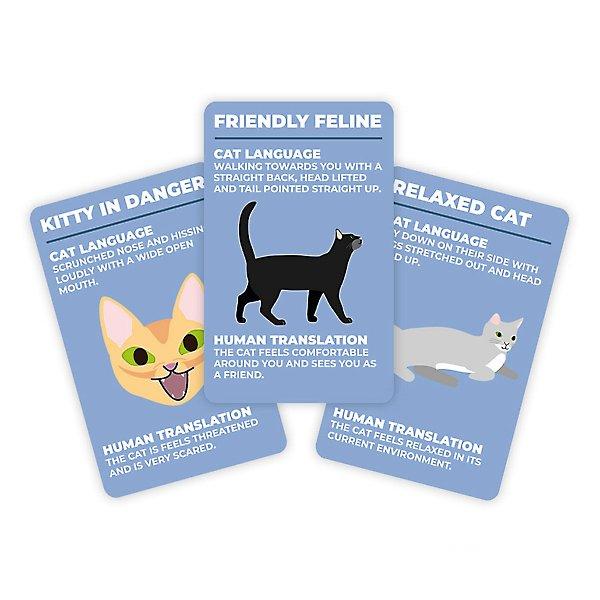 KITTY IN DANGER
CAT LANGUAGE
SCRUNCHED NOSE AND HISSIN
LOUDLY WITH A WIDE OPEN
MOUTH.
HUMAN TRANSLATION
THE CAT IS FEELS THREATENED
AND IS VERY SCARED.
FRIENDLY FELINE
CAT LANGUAGE
WALKING TOWARDS YOU WITH A
STRAIGHT BACK, HEAD LIFTED
AND TAIL POINTED STRAIGHT UP.
HUMAN TRANSLATION
THE CAT FEELS COMFORTABLE
AROUND YOU AND SEES YOU AS
A FRIEND.
RELAXED CAT
CAT LANGUAGE
Y DOWN ON THEIR SIDE WITH
GS STRETCHED OUT AND HEAD
D UP.
HUMAN TRANSLATION
THE CAT FEELS RELAXED IN ITS
CURRENT ENVIRONMENT.